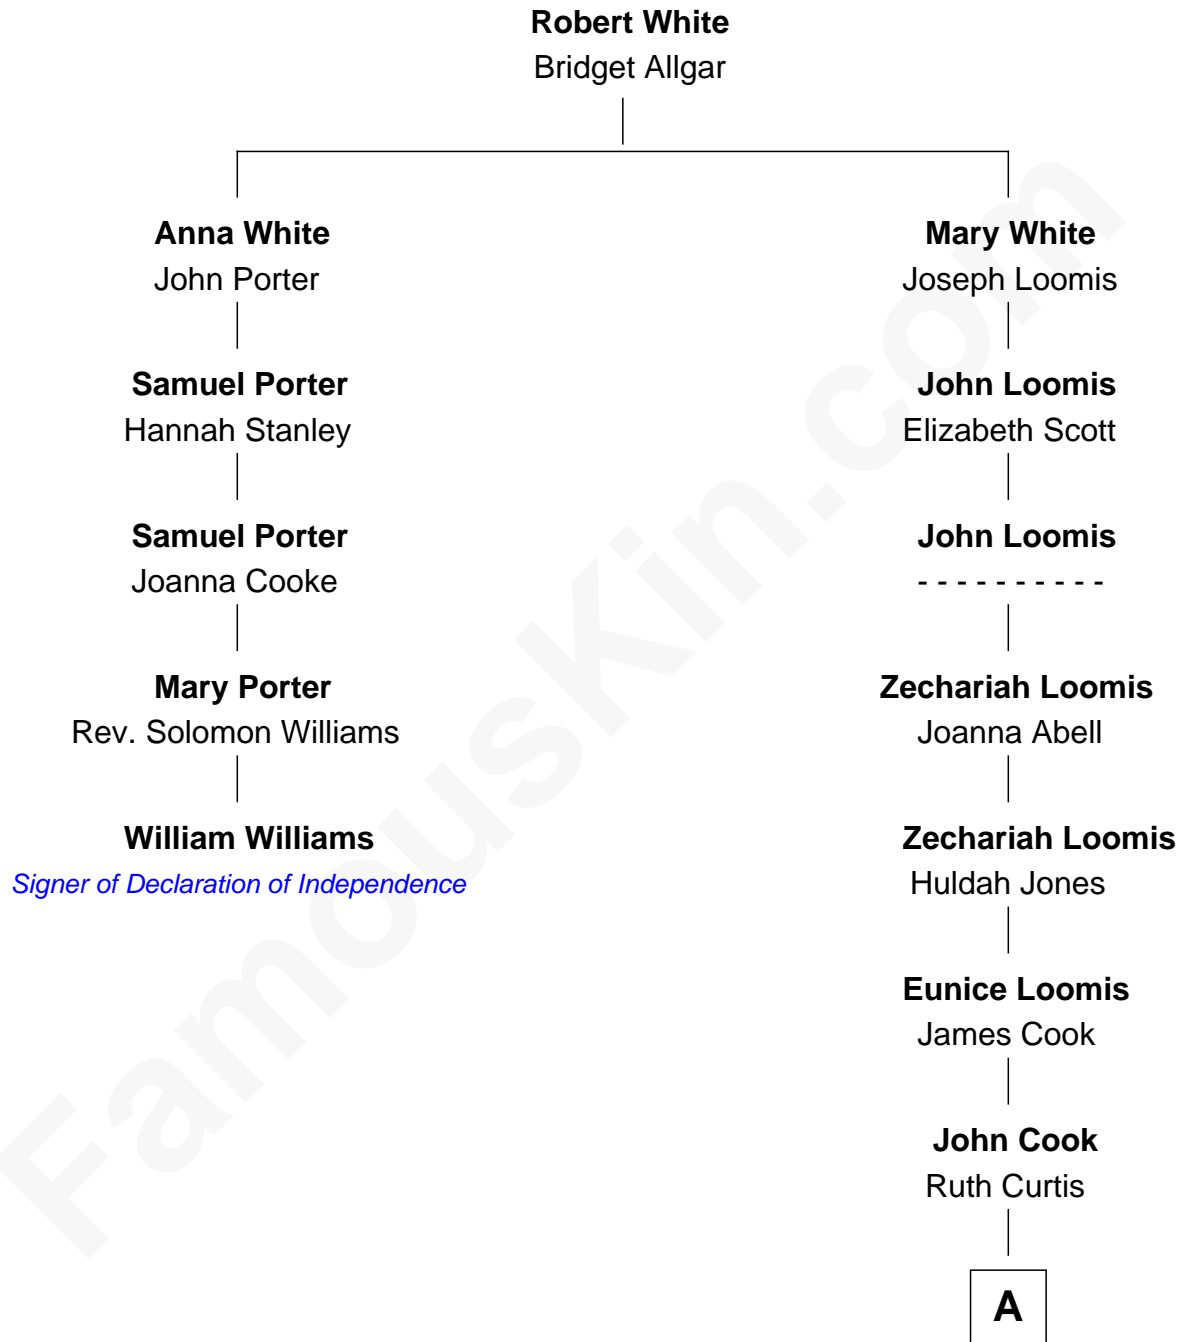 Robert White
Bridget Allgar
Anna White
John Porter
Samuel Porter
Hannah Stanley
Samuel Porter
Joanna Cooke
Mary Porter
Rev. Solomon Williams
William Williams
Signer of Declaration of Independence
Mary White
Joseph Loomis
John Loomis
Elizabeth Scott
John Loomis
- - - - - - - - - -
Zechariah Loomis
Joanna Abell
Zechariah Loomis
Huldah Jones
Eunice Loomis
James Cook
John Cook
Ruth Curtis
A
FamousKin.com